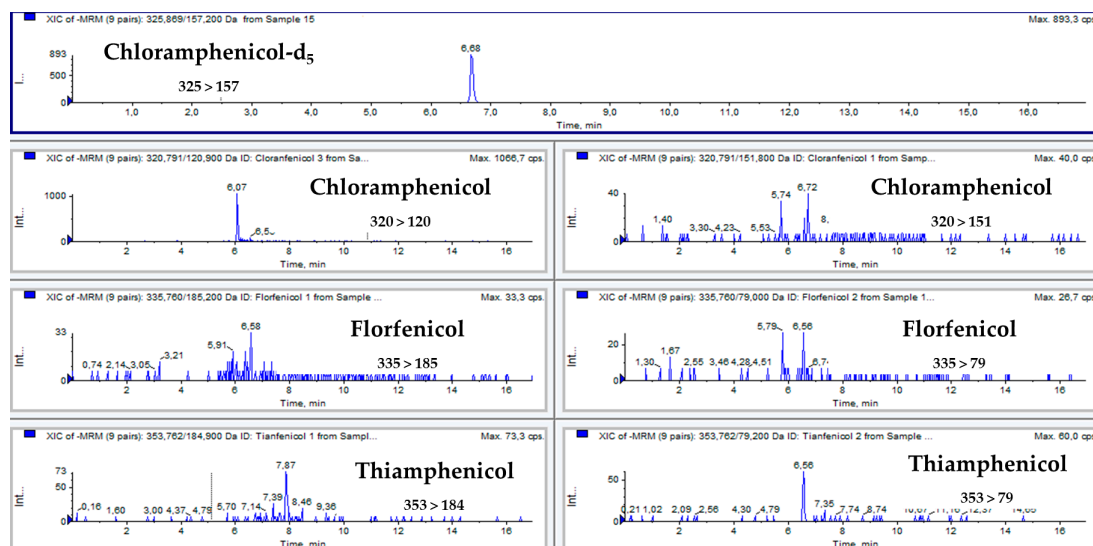 XIC of -MRM (9 pairs): 325,869/157,200 Da from Sample 15
Max. 893,3 cps.
Chloramphenicol-d5
325 > 157
I...
893
500
0
6,68
1,0 2,0 3,0 4,0 5,0 6,0 7,0 8,0 9,0 10,0 11,0 12,0 13,0 14,0 15,0 16,0
Time, min
XIC of -MRM (9 pairs): 320,791/120,900 Da ID: Cloranfenicol 3 from Sa...
Max. 1066,7 cps.
Chloramphenicol
320 > 120
Int...
1000
0
6,07
2 4 6 8 10 12 14 16
Time, min
XIC of -MRM (9 pairs): 320,791/151,800 Da ID: Cloranfenicol 1 from Samp...
Max. 40,0 cps.
Chloramphenicol
320 > 151
Int...
40
20
0
1,40 3,30 4,23 5,53 5,74 6,72
2 4 6 8 10 12 14 16
Time, min
XIC of -MRM (9 pairs): 335,760/185,200 Da ID: Florfenicol 1 from Sample ...
Max. 33,3 cps.
Florfenicol
335 > 185
Int...
33
0
0,74 2,14 3,05 3,21 5,91 6,58
2 4 6 8 10 12 14 16
Time, min
XIC of -MRM (9 pairs): 335,760/79,000 Da ID: Florfenicol 2 from Sample 1...
Max. 26,7 cps.
Florfenicol
335 > 79
Int...
20
0
1,30 1,67 2,55 3,46 4,28 4,51 5,79 6,56
2 4 6 8 10 12 14 16
Time, min
XIC of -MRM (9 pairs): 353,762/184,900 Da ID: Tianfenicol 1 from Sampl...
Max. 73,3 cps.
Thiamphenicol
353 > 184
Int...
73
50
0
0,16 1,60 3,00 4,37 4,79 5,70 7,14 7,39 7,87 8,46 9,36
2 4 6 8 10 12 14 16
Time, min
XIC of -MRM (9 pairs): 353,762/79,200 Da ID: Tianfenicol 2 from Sample ...
Max. 60,0 cps.
Thiamphenicol
353 > 79
Int...
50
0
0,21 1,02 2,09 2,56 4,30 4,79 6,56 7,35 7,74 8,74
2 4 6 8 10 12 14 16
Time, min